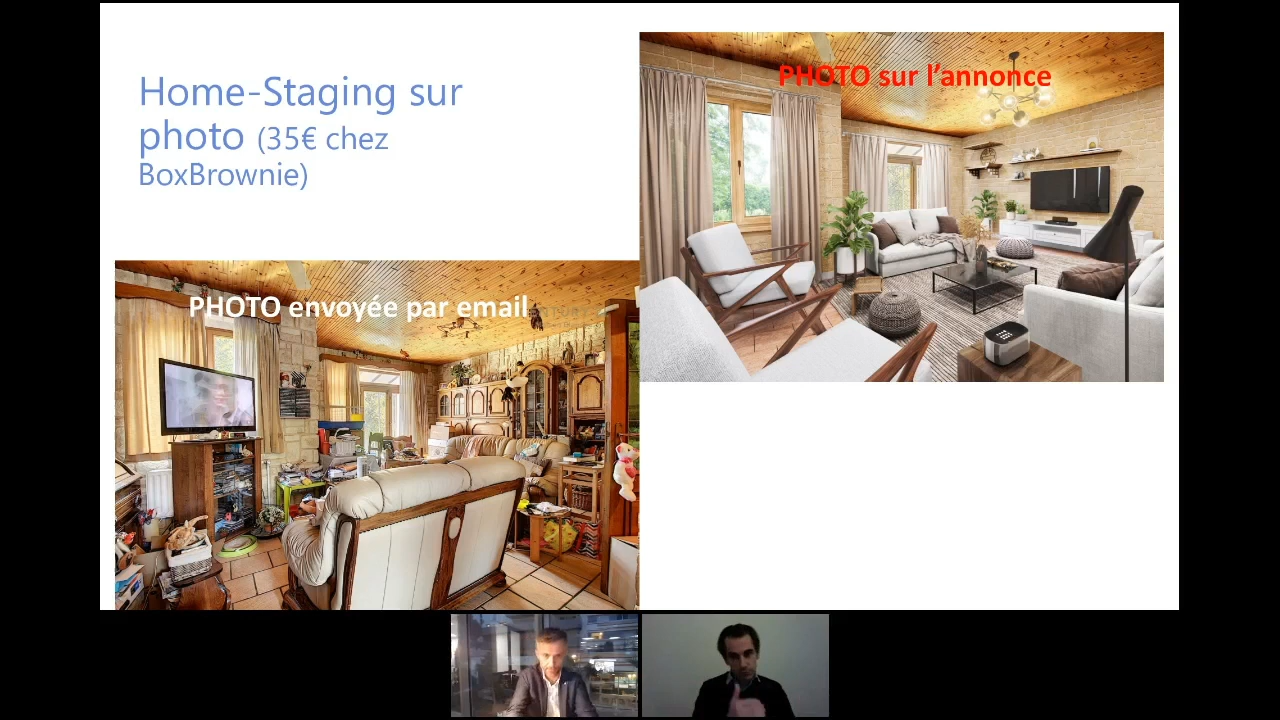 Home-Staging sur
photo (35€ chez
BoxBrownie)
PHOTO sur l'annonce
PHOTO envoyée par email